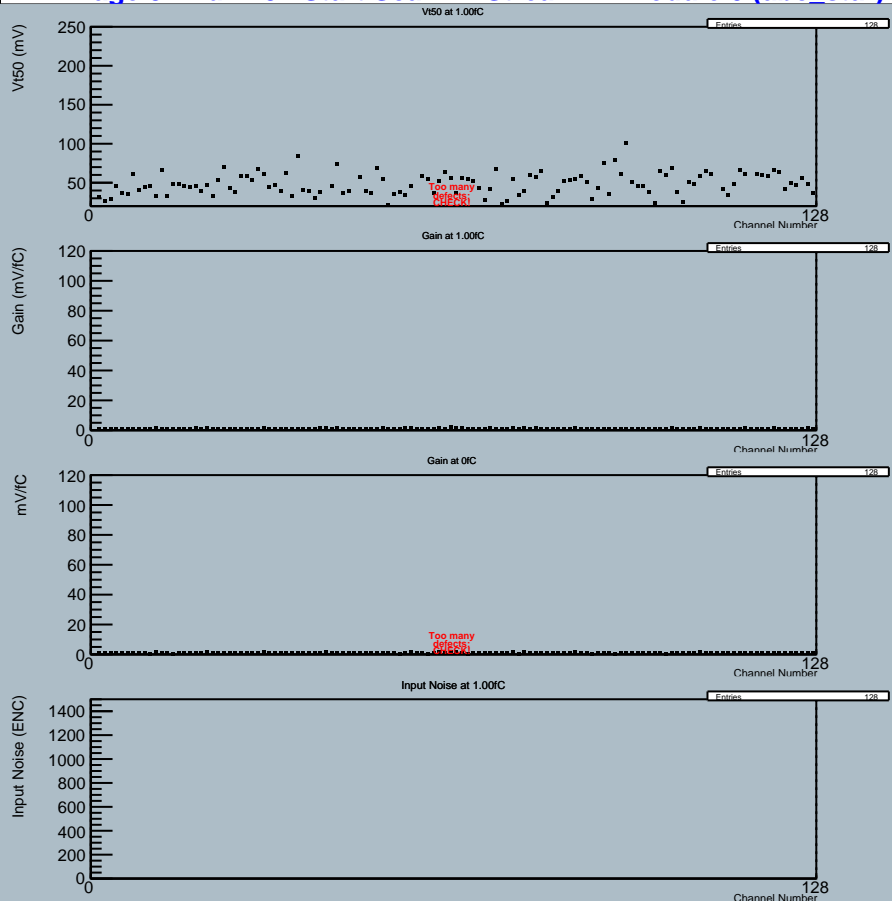 Vt50 at 1.00fC
Entries 128
Vt50 (mV)
250
200
150
100
50
Too many
defects:
CHECK!
0
128
Channel Number
Gain at 1.00fC
Entries 128
Gain (mV/fC)
120
100
80
60
40
20
0
0
128
Channel Number
Gain at 0fC
Entries 128
mV/fC
120
100
80
60
40
20
0
Too many
defects:
CHECK!
0
128
Channel Number
Input Noise at 1.00fC
Entries 128
Input Noise (ENC)
1400
1200
1000
800
600
400
200
0
0
128
Channel Number